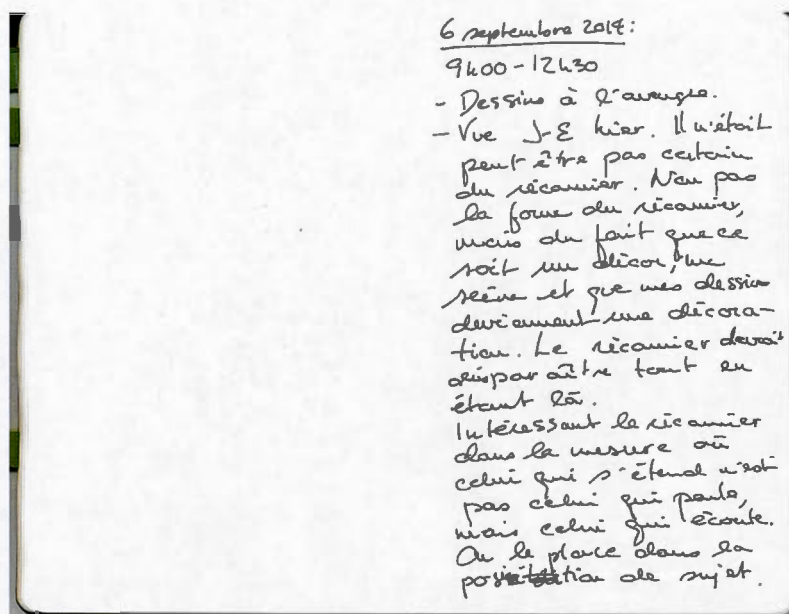 6 septembre 2014:
9h00-12h30
- Dessins à l'aveugle.
- Vue J-E hier. Il n'était
peut être pas certain
du récamier. Non pas
la forme du récamier,
mais du fait que ce
soit un décor, une
scène et que mes dessins
deviennent une décora-
tion. Le récamier devrait
disparaître tout en
étant là.
Intéressant le récamier
dans la mesure où
celui qui s'étend n'est
pas celui qui parle,
mais celui qui écoute.
On le place dans la
position de sujet.